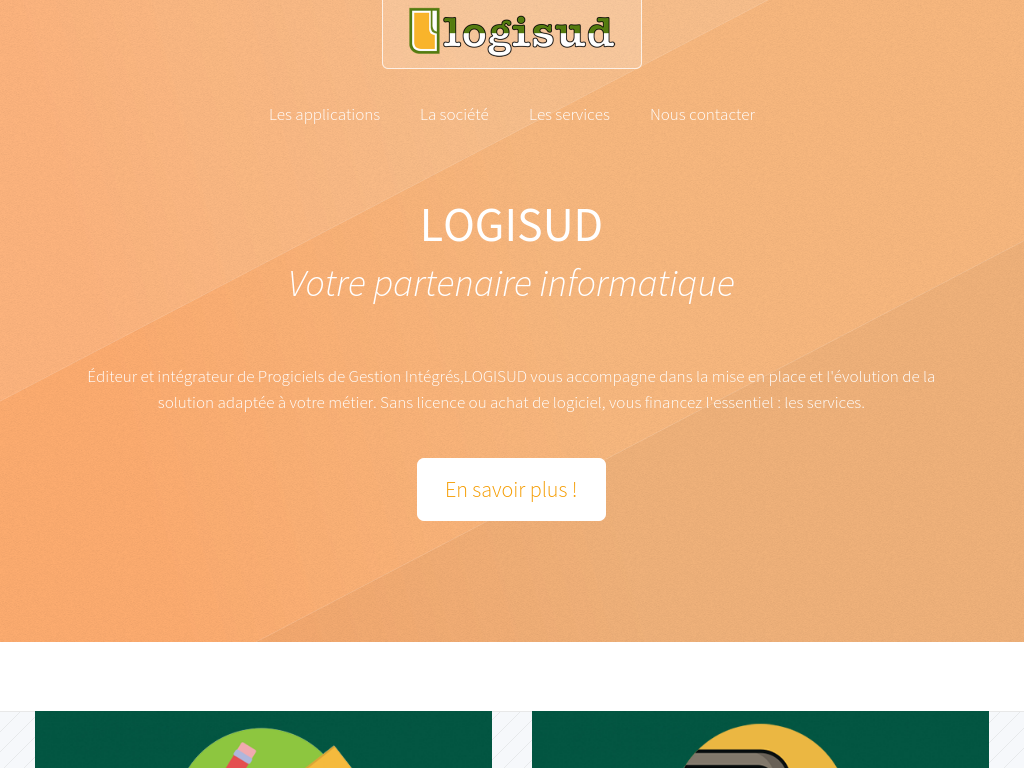 logisud
Les applications La société Les services Nous contacter
LOGISUD
Votre partenaire informatique
Éditeur et intégrateur de Progiciels de Gestion Intégrés,LOGISUD vous accompagne dans la mise en place et l'évolution de la
solution adaptée à votre métier. Sans licence ou achat de logiciel, vous financez l'essentiel : les services.
En savoir plus !